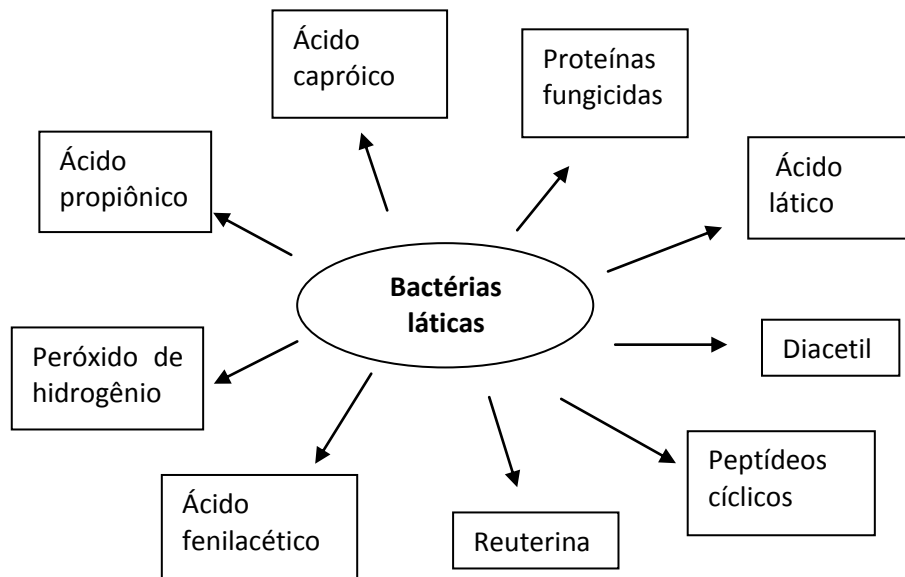 Ácido
capróico
Proteínas
fungicidas
Ácido
propiônico
Ácido
lático
Bactérias
láticas
Peróxido de
hidrogênio
Diacetil
Peptídeos
cíclicos
Ácido
fenilacético
Reuterina